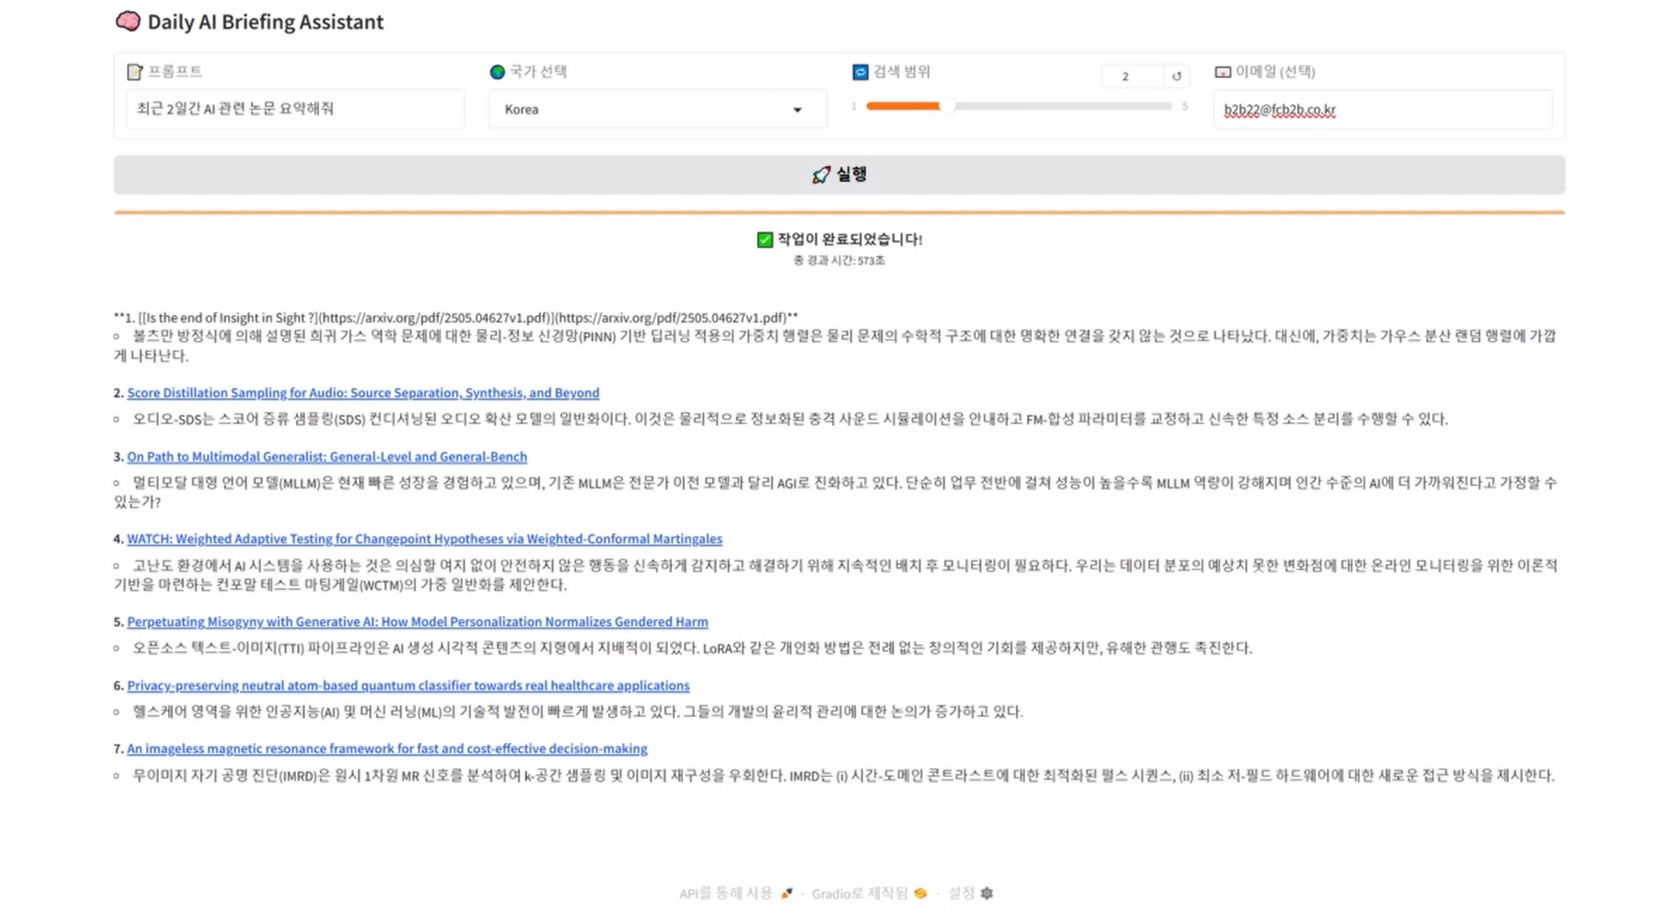 Daily AI Briefing Assistant
프롬프트
국가 선택
검색 범위
2
이메일 (선택)
최근 2일간 AI 관련 논문 요약해줘
Korea
1
5
b2b22@fcb2b.co.kr
실행
작업이 완료되었습니다!
총 경과 시간: 573초
**1. [[Is the end of Insight in Sight ?](https://arxiv.org/pdf/2505.04627v1.pdf)](https://arxiv.org/pdf/2505.04627v1.pdf)**
볼츠만 방정식에 의해 설명된 희귀 가스 역학 문제에 대한 물리-정보 신경망(PINN) 기반 딥러닝 적용의 가중치 행렬은 물리 문제의 수학적 구조에 대한 명확한 연결을 갖지 않는 것으로 나타났다. 대신에, 가중치는 가우스 분산 랜덤 행렬에 가깝
게 나타난다.
2. Score Distillation Sampling for Audio: Source Separation, Synthesis, and Beyond
오디오-SDS는 스코어 증류 샘플링(SDS) 컨디셔닝된 오디오 확산 모델의 일반화이다. 이것은 물리적으로 정보화된 충격 사운드 시뮬레이션을 안내하고 FM-합성 파라미터를 교정하고 신속한 특정 소스 분리를 수행할 수 있다.
3. On Path to Multimodal Generalist: General-Level and General-Bench
멀티모달 대형 언어 모델(MLLM)은 현재 빠른 성장을 경험하고 있으며, 기존 MLLM은 전문가 이전 모델과 달리 AGI로 진화하고 있다. 단순히 업무 전반에 걸쳐 성능이 높을수록 MLLM 역량이 강해지며 인간 수준의 AI에 더 가까워진다고 가정할 수
있는가?
4. WATCH: Weighted Adaptive Testing for Changepoint Hypotheses via Weighted-Conformal Martingales
고난도 환경에서 AI 시스템을 사용하는 것은 의심할 여지 없이 안전하지 않은 행동을 신속하게 감지하고 해결하기 위해 지속적인 배치 후 모니터링이 필요하다. 우리는 데이터 분포의 예상치 못한 변화점에 대한 온라인 모니터링을 위한 이론적
기반을 마련하는 컨포말 테스트 마팅게일(WCTM)의 가중 일반화를 제안한다.
5. Perpetuating Misogyny with Generative AI: How Model Personalization Normalizes Gendered Harm
오픈소스 텍스트-이미지(TTI) 파이프라인은 AI 생성 시각적 콘텐츠의 지형에서 지배적이 되었다. LoRA와 같은 개인화 방법은 전례 없는 창의적인 기회를 제공하지만, 유해한 관행도 촉진한다.
6. Privacy-preserving neutral atom-based quantum classifier towards real healthcare applications
헬스케어 영역을 위한 인공지능(AI) 및 머신 러닝(ML)의 기술적 발전이 빠르게 발생하고 있다. 그들의 개발의 윤리적 관리에 대한 논의가 증가하고 있다.
7. An imageless magnetic resonance framework for fast and cost-effective decision-making
무이미지 자기 공명 진단(IMRD)은 원시 1차원 MR 신호를 분석하여 k-공간 샘플링 및 이미지 재구성을 우회한다. IMRD는 (i) 시간-도메인 콘트라스트에 대한 최적화된 펄스 시퀀스, (ii) 최소 저-필드 하드웨어에 대한 새로운 접근 방식을 제시한다.
API를 통해 사용 · Gradio로 제작됨 · 설정